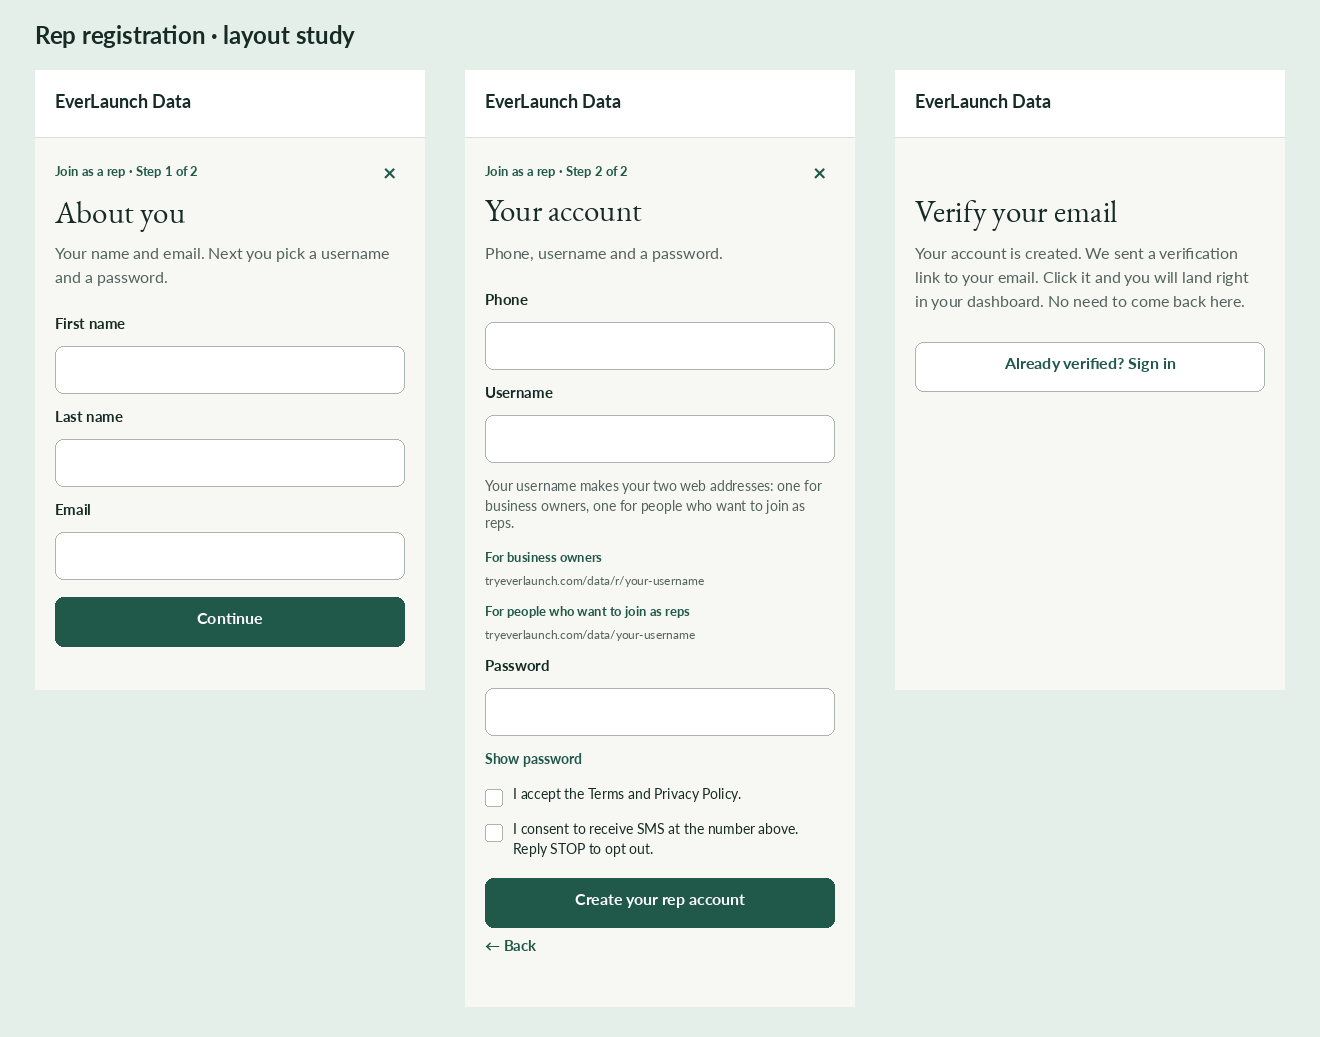 Rep registration · layout study
EverLaunch Data
Join as a rep · Step 1 of 2
×
About you
Your name and email. Next you pick a username
and a password.
First name
Last name
Email
Continue
EverLaunch Data
Join as a rep · Step 2 of 2
×
Your account
Phone, username and a password.
Phone
Username
Your username makes your two web addresses: one for
business owners, one for people who want to join as
reps.
For business owners
tryeverlaunch.com/data/r/your-username
For people who want to join as reps
tryeverlaunch.com/data/your-username
Password
Show password
I accept the Terms and Privacy Policy.
I consent to receive SMS at the number above.
Reply STOP to opt out.
Create your rep account
← Back
EverLaunch Data
Verify your email
Your account is created. We sent a verification
link to your email. Click it and you will land right
in your dashboard. No need to come back here.
Already verified? Sign in